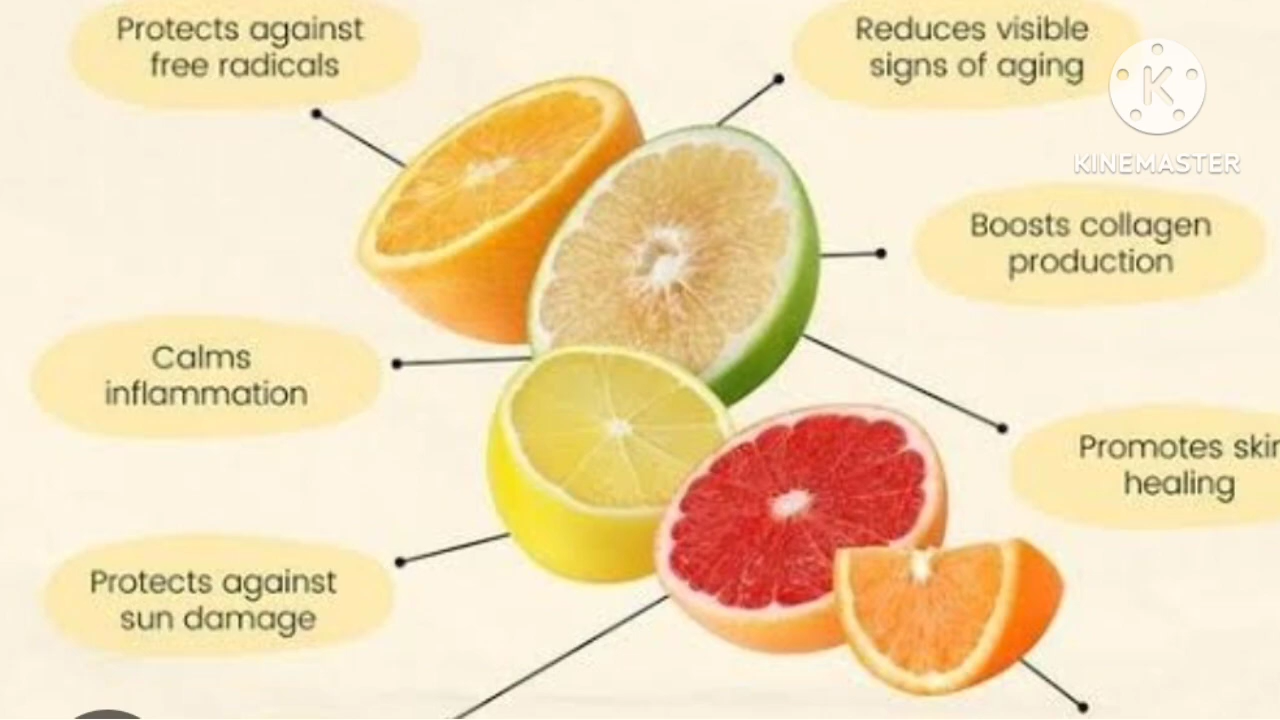 Protects against
free radicals
Reduces visible
signs of aging
K
KINEMASTER
Boosts collagen
production
Calms
inflammation
Promotes skin
healing
Protects against
sun damage